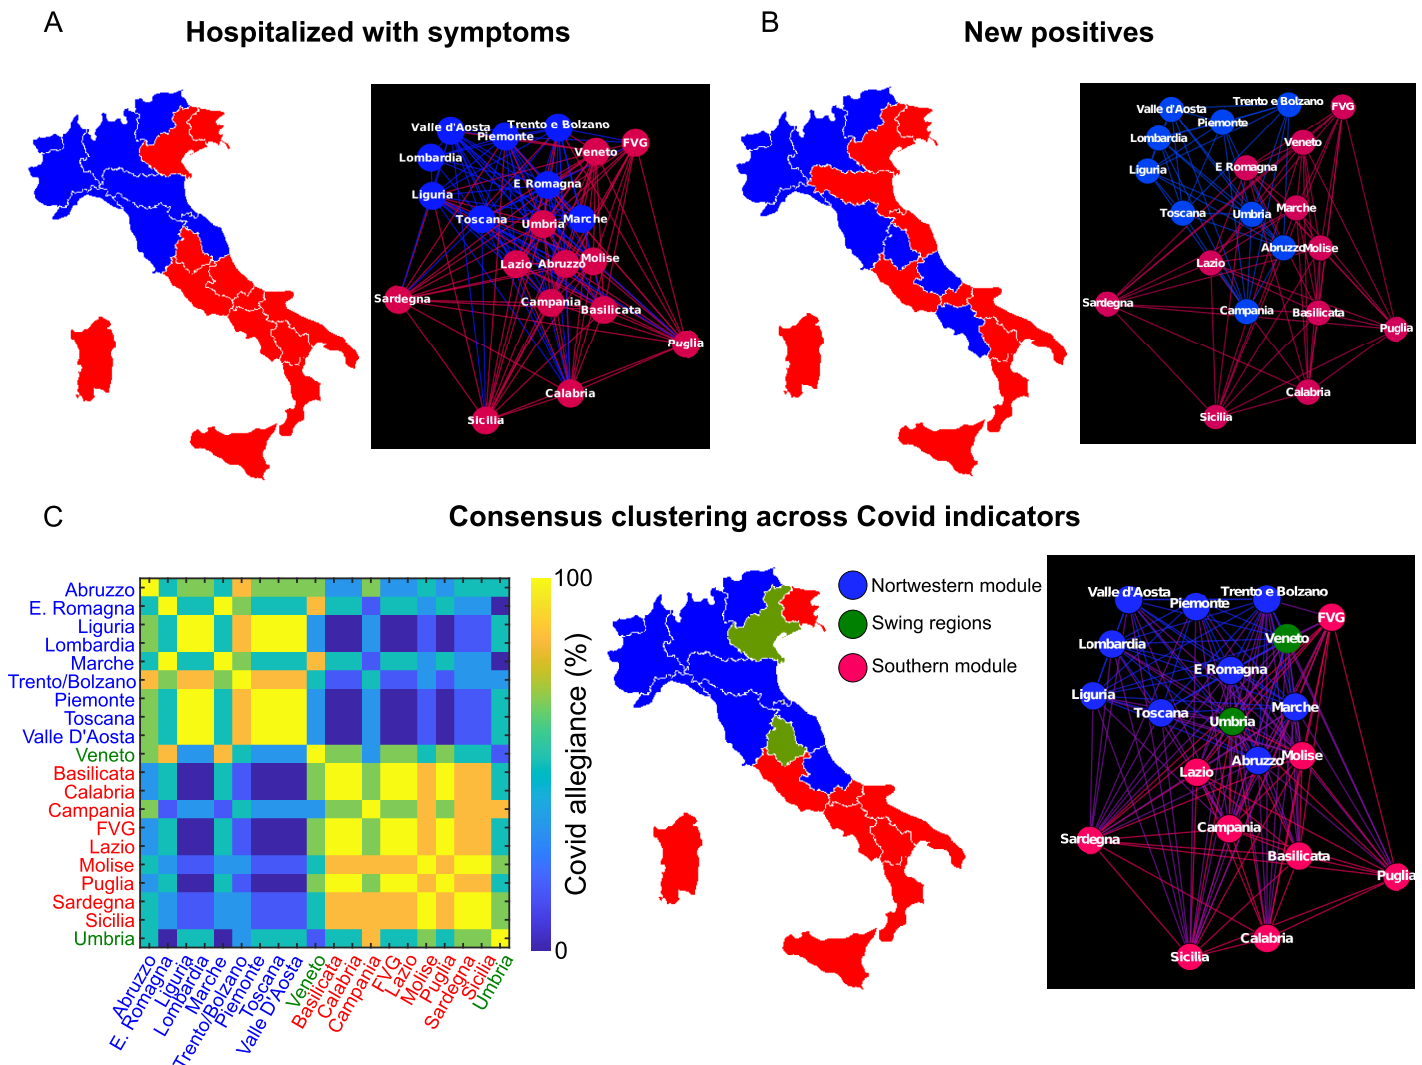 A
Hospitalized with symptoms
B
New positives
Valle d'Aosta
Piemonte
Trento e Bolzano
Lombardia
Veneto
FVG
Liguria
E Romagna
Toscana
Umbria
Marche
Lazio
Abruzzo
Molise
Sardegna
Campania
Basilicata
Puglia
Calabria
Sicilia
Valle d'Aosta
Piemonte
Trento e Bolzano
FVG
Lombardia
Veneto
Liguria
E Romagna
Toscana
Umbria
Marche
Abruzzo
Molise
Lazio
Sardegna
Campania
Basilicata
Puglia
Calabria
Sicilia
C
Consensus clustering across Covid indicators
Abruzzo
E. Romagna
Liguria
Lombardia
Marche
Trento/Bolzano
Piemonte
Toscana
Valle D'Aosta
Veneto
Basilicata
Calabria
Campania
FVG
Lazio
Molise
Puglia
Sardegna
Sicilia
Umbria
Abruzzo
E. Romagna
Liguria
Lombardia
Marche
Trento/Bolzano
Piemonte
Toscana
Valle D'Aosta
Veneto
Basilicata
Calabria
Campania
FVG
Lazio
Molise
Puglia
Sardegna
Sicilia
Umbria
100
Covid allegiance (%)
0
Nortwestern module
Swing regions
Southern module
Valle d'Aosta
Piemonte
Trento e Bolzano
FVG
Lombardia
Veneto
E Romagna
Liguria
Toscana
Umbria
Marche
Abruzzo
Molise
Lazio
Sardegna
Campania
Basilicata
Puglia
Calabria
Sicilia